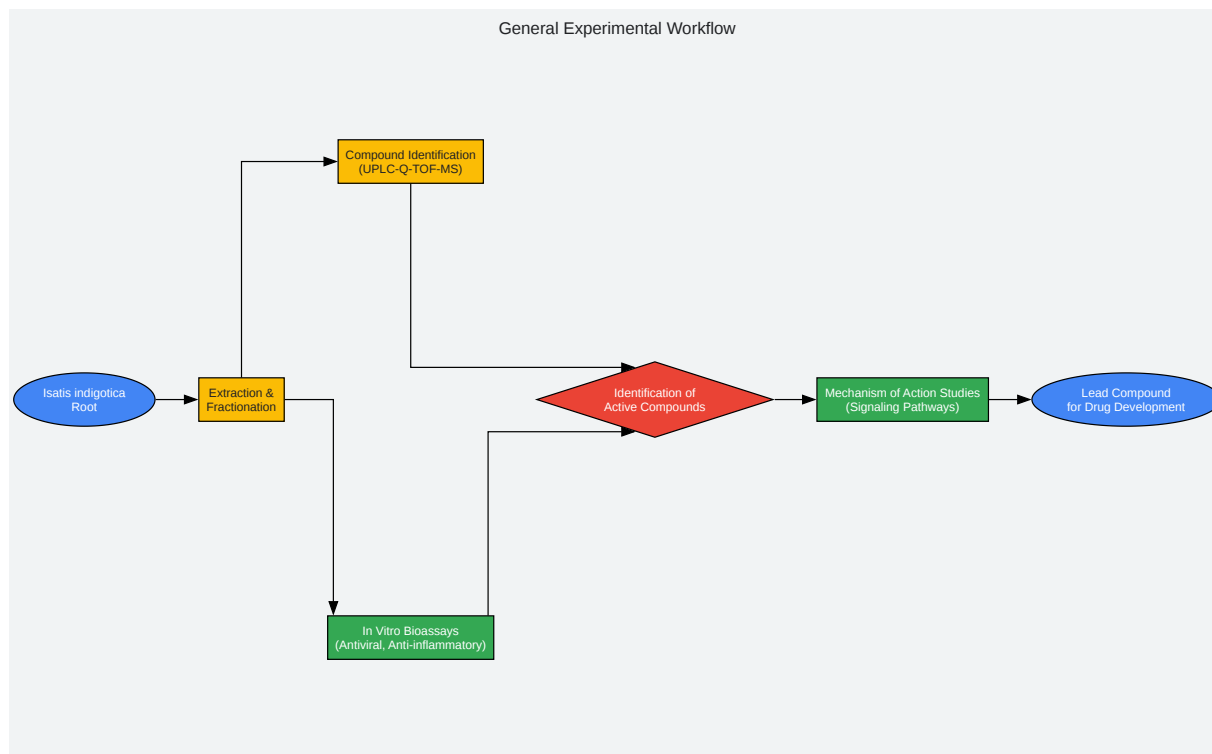 General Experimental Workflow
Compound Identification
(UPLC-Q-TOF-MS)
Isatis indigotica
Root
Extraction &
Fractionation
Identification of
Active Compounds
Mechanism of Action Studies
(Signaling Pathways)
Lead Compound
for Drug Development
In Vitro Bioassays
(Antiviral, Anti-inflammatory)